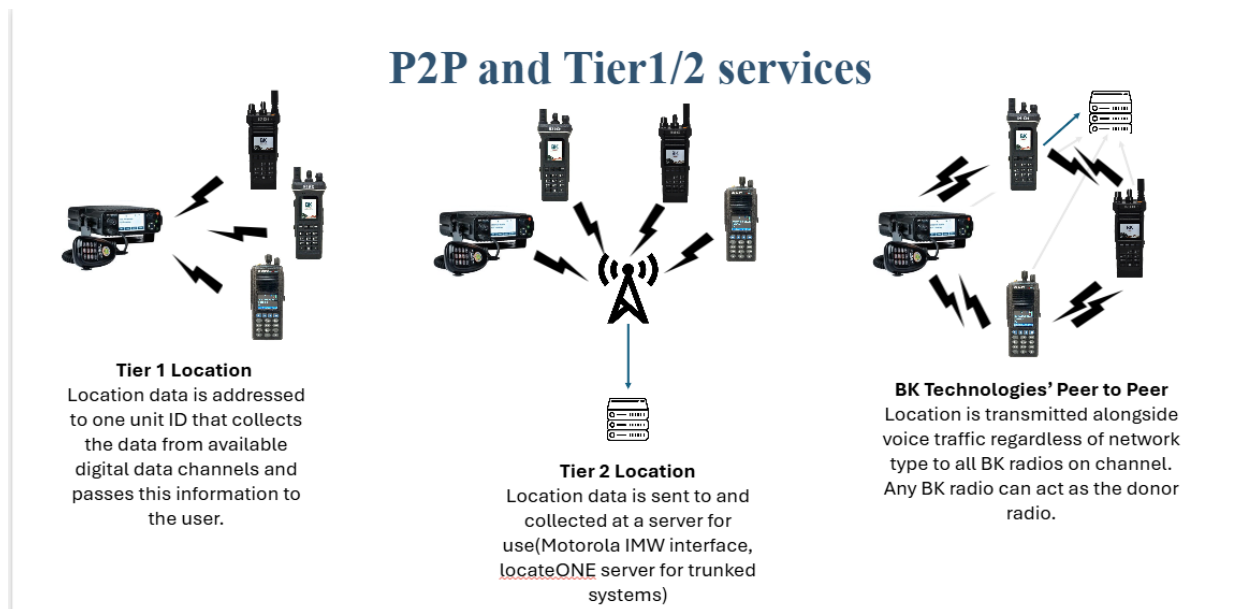 P2P and Tier1/2 services
Tier 1 Location
Location data is addressed
to one unit ID that collects
the data from available
digital data channels and
passes this information to
the user.
Tier 2 Location
Location data is sent to and
collected at a server for
use(Motorola IMW interface,
locateONE server for trunked
systems)
BK Technologies’ Peer to Peer
Location is transmitted alongside
voice traffic regardless of network
type to all BK radios on channel.
Any BK radio can act as the donor
radio.